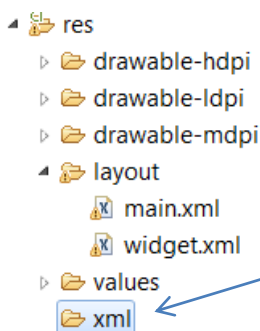 res
drawable-hdpi
drawable-ldpi
drawable-mdpi
layout
main.xml
widget.xml
values
xml